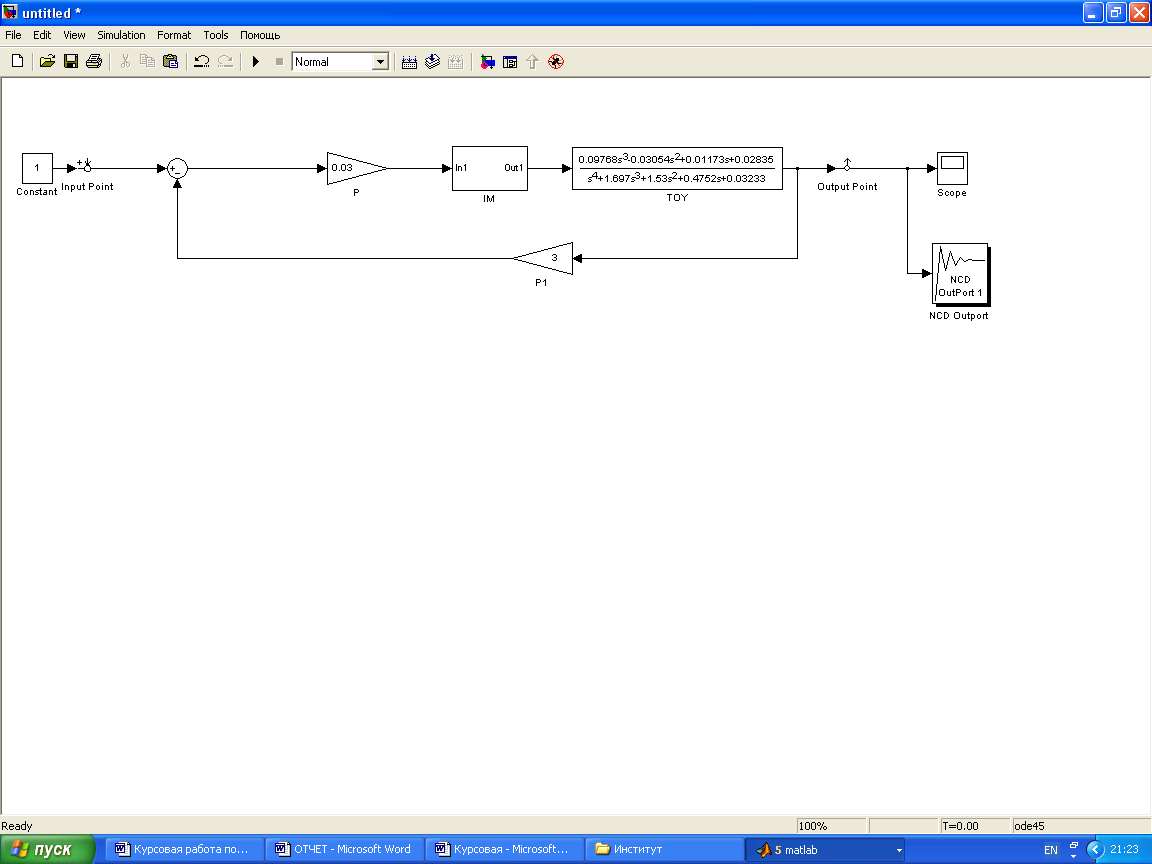 untitled *
File Edit View Simulation Format Tools Помощь
Normal
1
Constant
Input Point
0.03
P
In1 Out1
IM
0.09768s³-0.03054s²+0.01173s+0.02835
s⁴+1.697s³+1.53s²+0.4752s+0.03233
TOY
Output Point
Scope
3
P1
NCD
OutPort 1
NCD Outport
Ready 100% T=0.00 ode45
пуск Курсовая работа по... ОТЧЕТ - Microsoft Word Курсовая - Microsoft... Институт 5 matlab EN 21:23